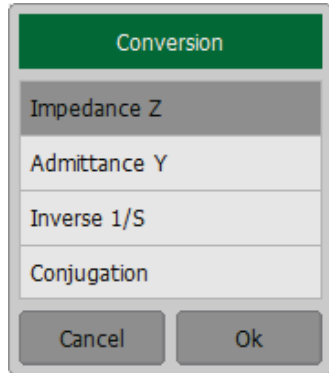 Conversion
Impedance Z
Admittance Y
Inverse 1/S
Conjugation
Cancel Ok